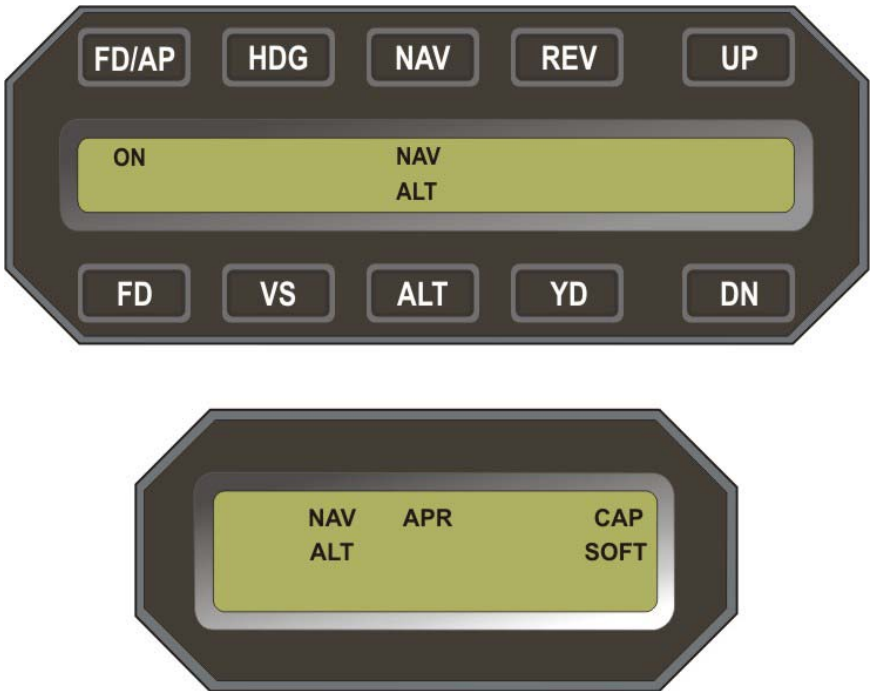 FD/AP HDG NAV REV UP
ON NAV
ALT
FD VS ALT YD DN
NAV APR CAP
ALT SOFT